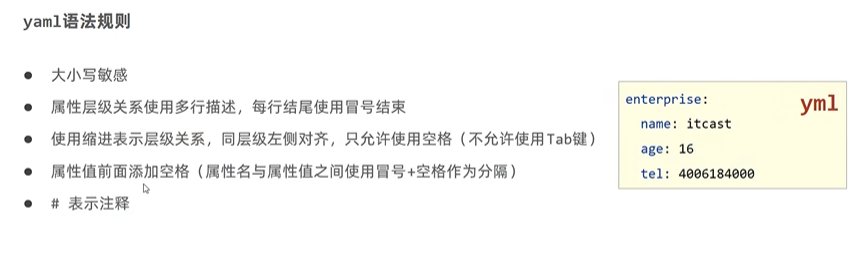 yaml语法规则
● 大小写敏感
● 属性层级关系使用多行描述，每行结尾使用冒号结束
● 使用缩进表示层级关系，同层级左侧对齐，只允许使用空格（不允许使用Tab键）
● 属性值前面添加空格（属性名与属性值之间使用冒号+空格作为分隔）
● # 表示注释
yml
enterprise:
  name: itcast
  age: 16
  tel: 4006184000